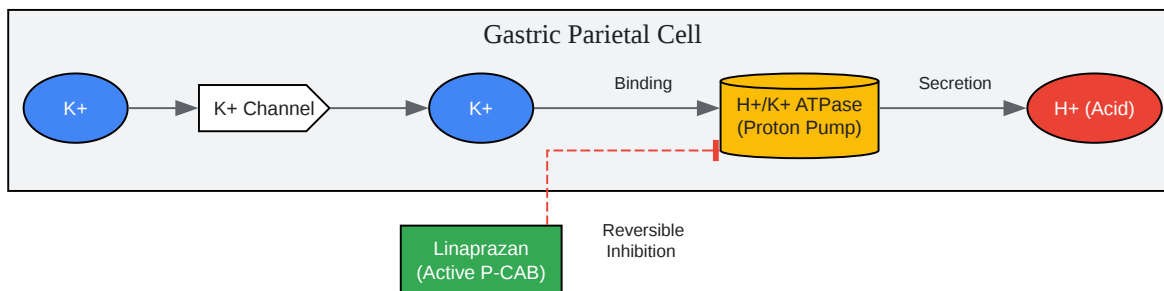 Gastric Parietal Cell
K+
K+ Channel
K+
Binding
H+/K+ ATPase
(Proton Pump)
Secretion
H+ (Acid)
Linaprazan
(Active P-CAB)
Reversible
Inhibition